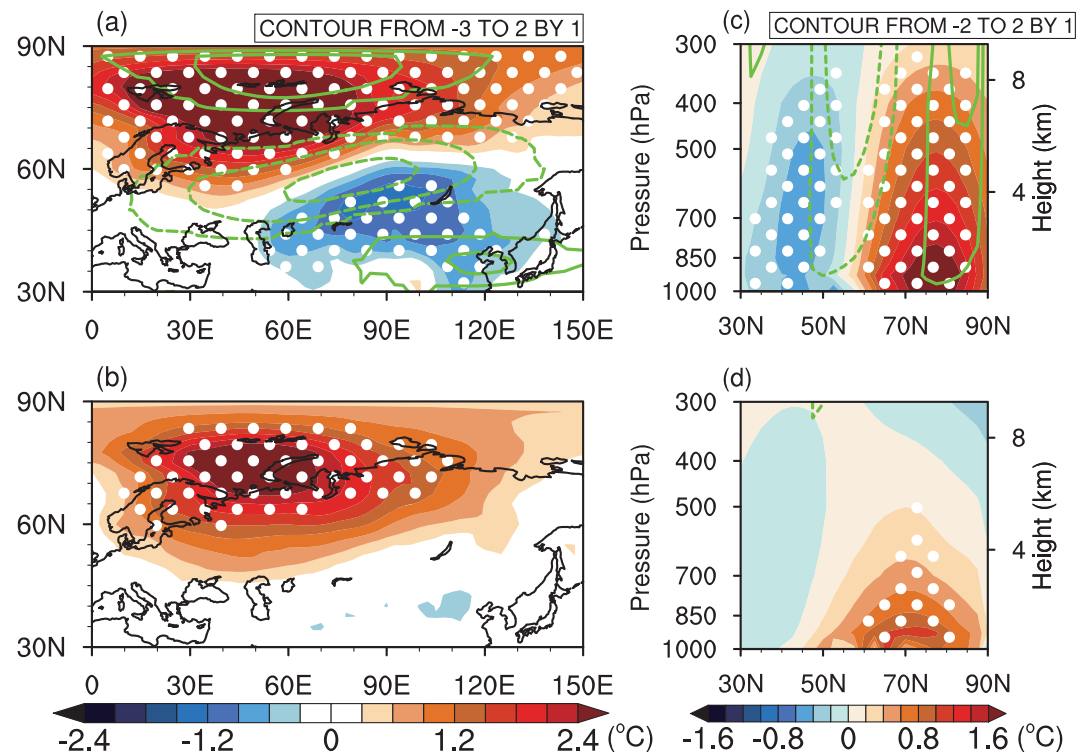 (a) CONTOUR FROM -3 TO 2 BY 1
90N
60N
30N
0 30E 60E 90E 120E 150E
(c) CONTOUR FROM -2 TO 2 BY 1
Pressure (hPa)
300
400
500
700
850
1000
8
4
Height (km)
30N 50N 70N 90N
(b)
90N
60N
30N
0 30E 60E 90E 120E 150E
(d)
Pressure (hPa)
300
400
500
700
850
1000
8
4
Height (km)
30N 50N 70N 90N
-2.4 -1.2 0 1.2 2.4 (°C)
-1.6 -0.8 0 0.8 1.6 (°C)